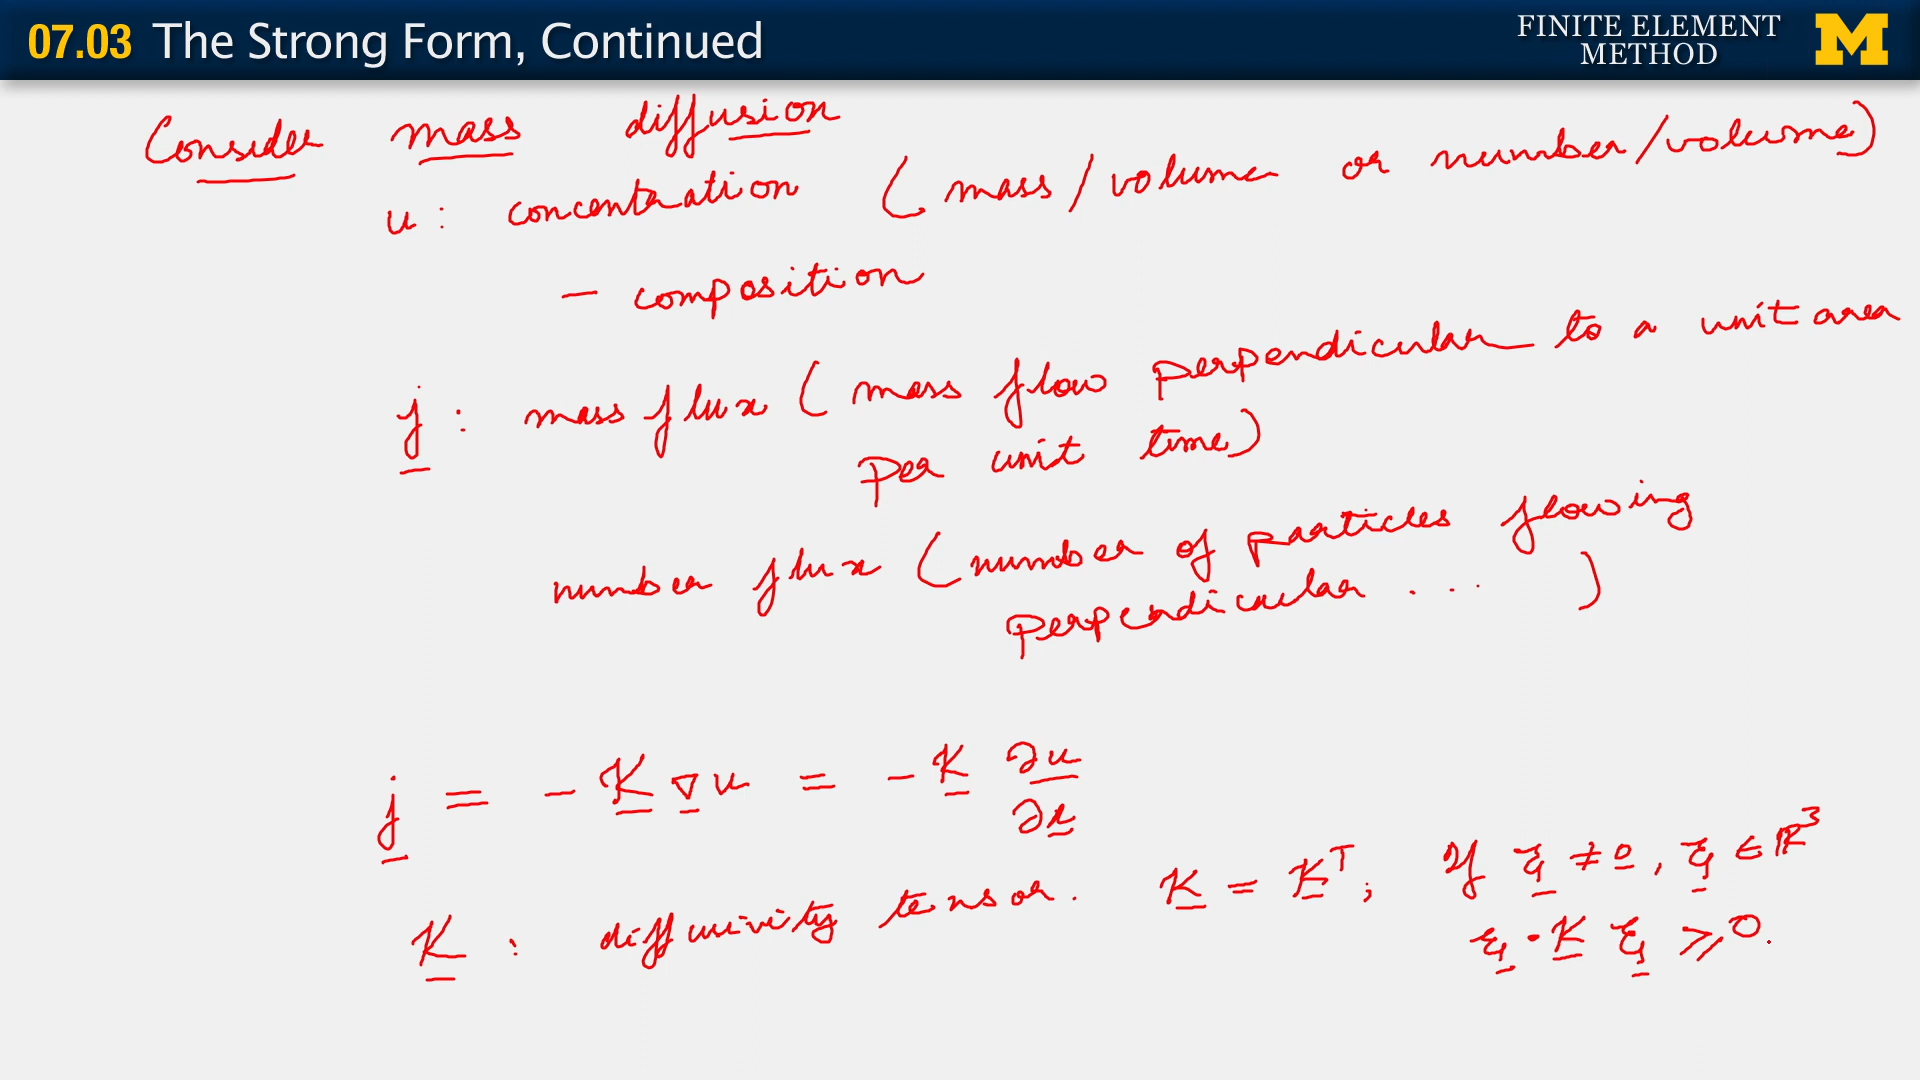 07.03 The Strong Form, Continued
FINITE ELEMENT
METHOD
M
Consider mass diffusion
u : concentration (mass/volume or number/volume)
- composition
j : mass flux (mass flow perpendicular to a unit area
per unit time)
number flux (number of particles flowing
perpendicular ... )
j = - K ∇ u = - K ∂u/∂x
K : diffusivity tensor. K = Kᵀ; If ξ ≠ 0, ξ ∈ ℝ³
ξ · K ξ ⩾ 0.